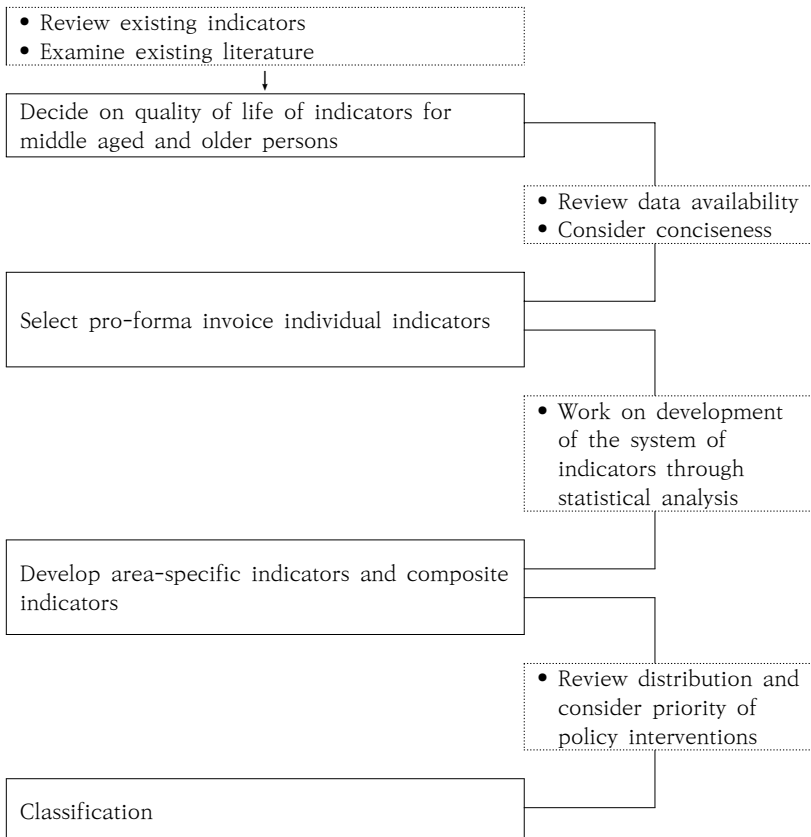 • Review existing indicators
• Examine existing literature
Decide on quality of life of indicators for
middle aged and older persons
• Review data availability
• Consider conciseness
Select pro-forma invoice individual indicators
• Work on development
of the system of
indicators through
statistical analysis
Develop area-specific indicators and composite
indicators
• Review distribution and
consider priority of
policy interventions
Classification